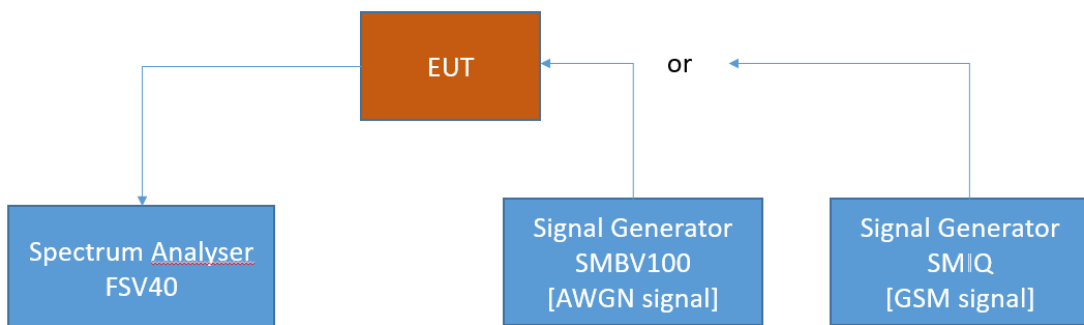 EUT
or
Spectrum Analyser
FSV40
Signal Generator
SMBV100
[AWGN signal]
Signal Generator
SMIQ
[GSM signal]